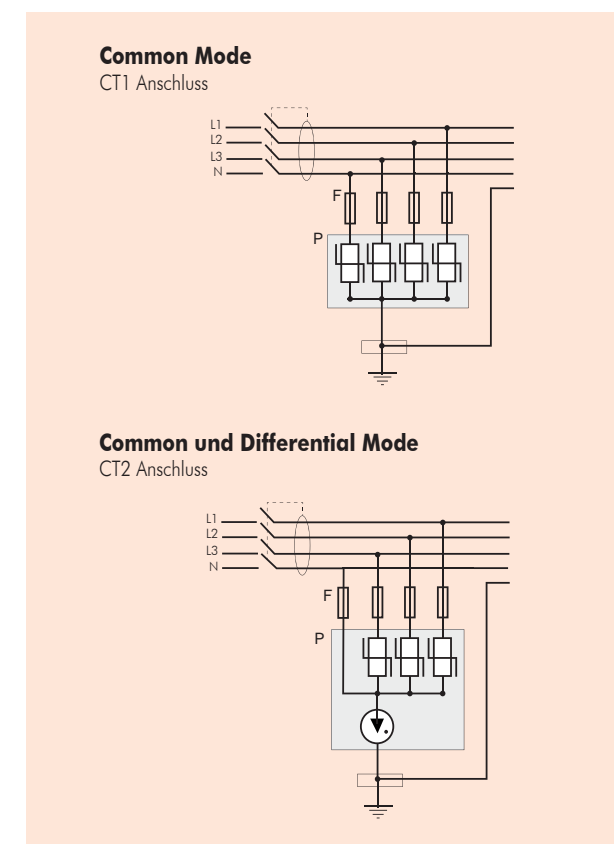 Common Mode
CT1 Anschluss
L1
L2
L3
N
F
P
Common und Differential Mode
CT2 Anschluss
L1
L2
L3
N
F
P